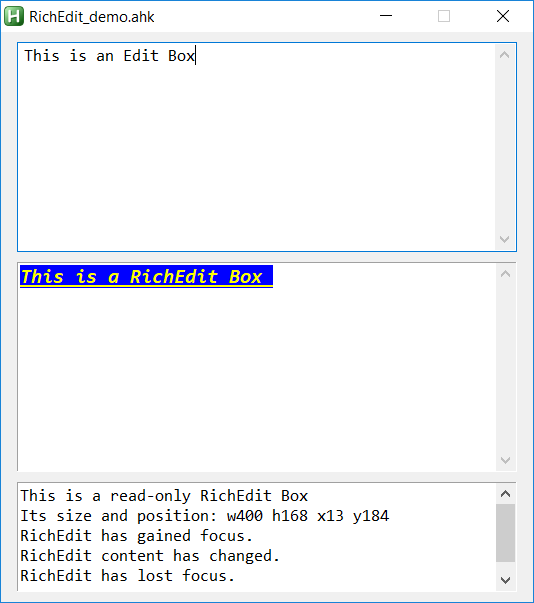 RichEdit_demo.ahk
This is an Edit Box
This is a RichEdit Box
This is a read-only RichEdit Box
Its size and position: w400 h168 x13 y184
RichEdit has gained focus.
RichEdit content has changed.
RichEdit has lost focus.